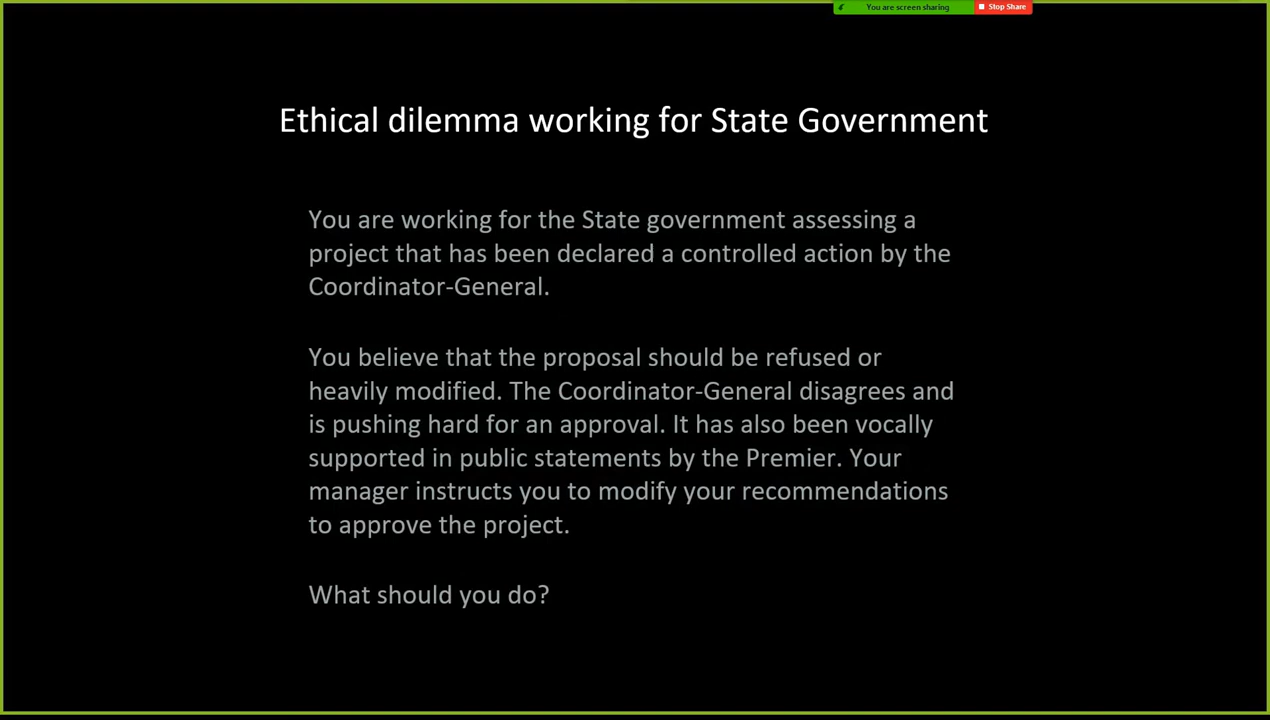 You are screen sharing
Stop Share
Ethical dilemma working for State Government
You are working for the State government assessing a
project that has been declared a controlled action by the
Coordinator-General.
You believe that the proposal should be refused or
heavily modified. The Coordinator-General disagrees and
is pushing hard for an approval. It has also been vocally
supported in public statements by the Premier. Your
manager instructs you to modify your recommendations
to approve the project.
What should you do?